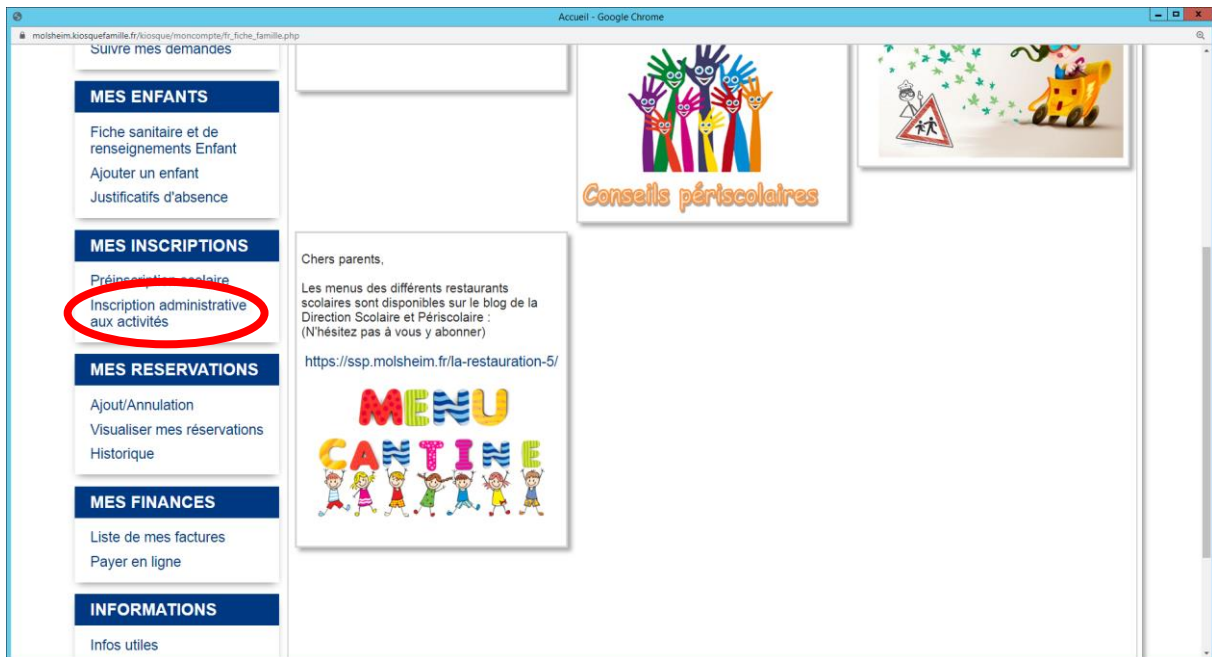 Accueil - Google Chrome
molsheim.kiosquefamille.fr/kiosque/moncompte/fr_fiche_famille.php
Suivre mes demandes
MES ENFANTS
Fiche sanitaire et de
renseignements Enfant
Ajouter un enfant
Justificatifs d'absence
MES INSCRIPTIONS
Préinscription scolaire
Inscription administrative
aux activités
MES RESERVATIONS
Ajout/Annulation
Visualiser mes réservations
Historique
MES FINANCES
Liste de mes factures
Payer en ligne
INFORMATIONS
Infos utiles
Conseils périscolaires
Chers parents,
Les menus des différents restaurants
scolaires sont disponibles sur le blog de la
Direction Scolaire et Périscolaire :
(N'hésitez pas à vous y abonner)
https://ssp.molsheim.fr/la-restauration-5/
MENU
CANTINE